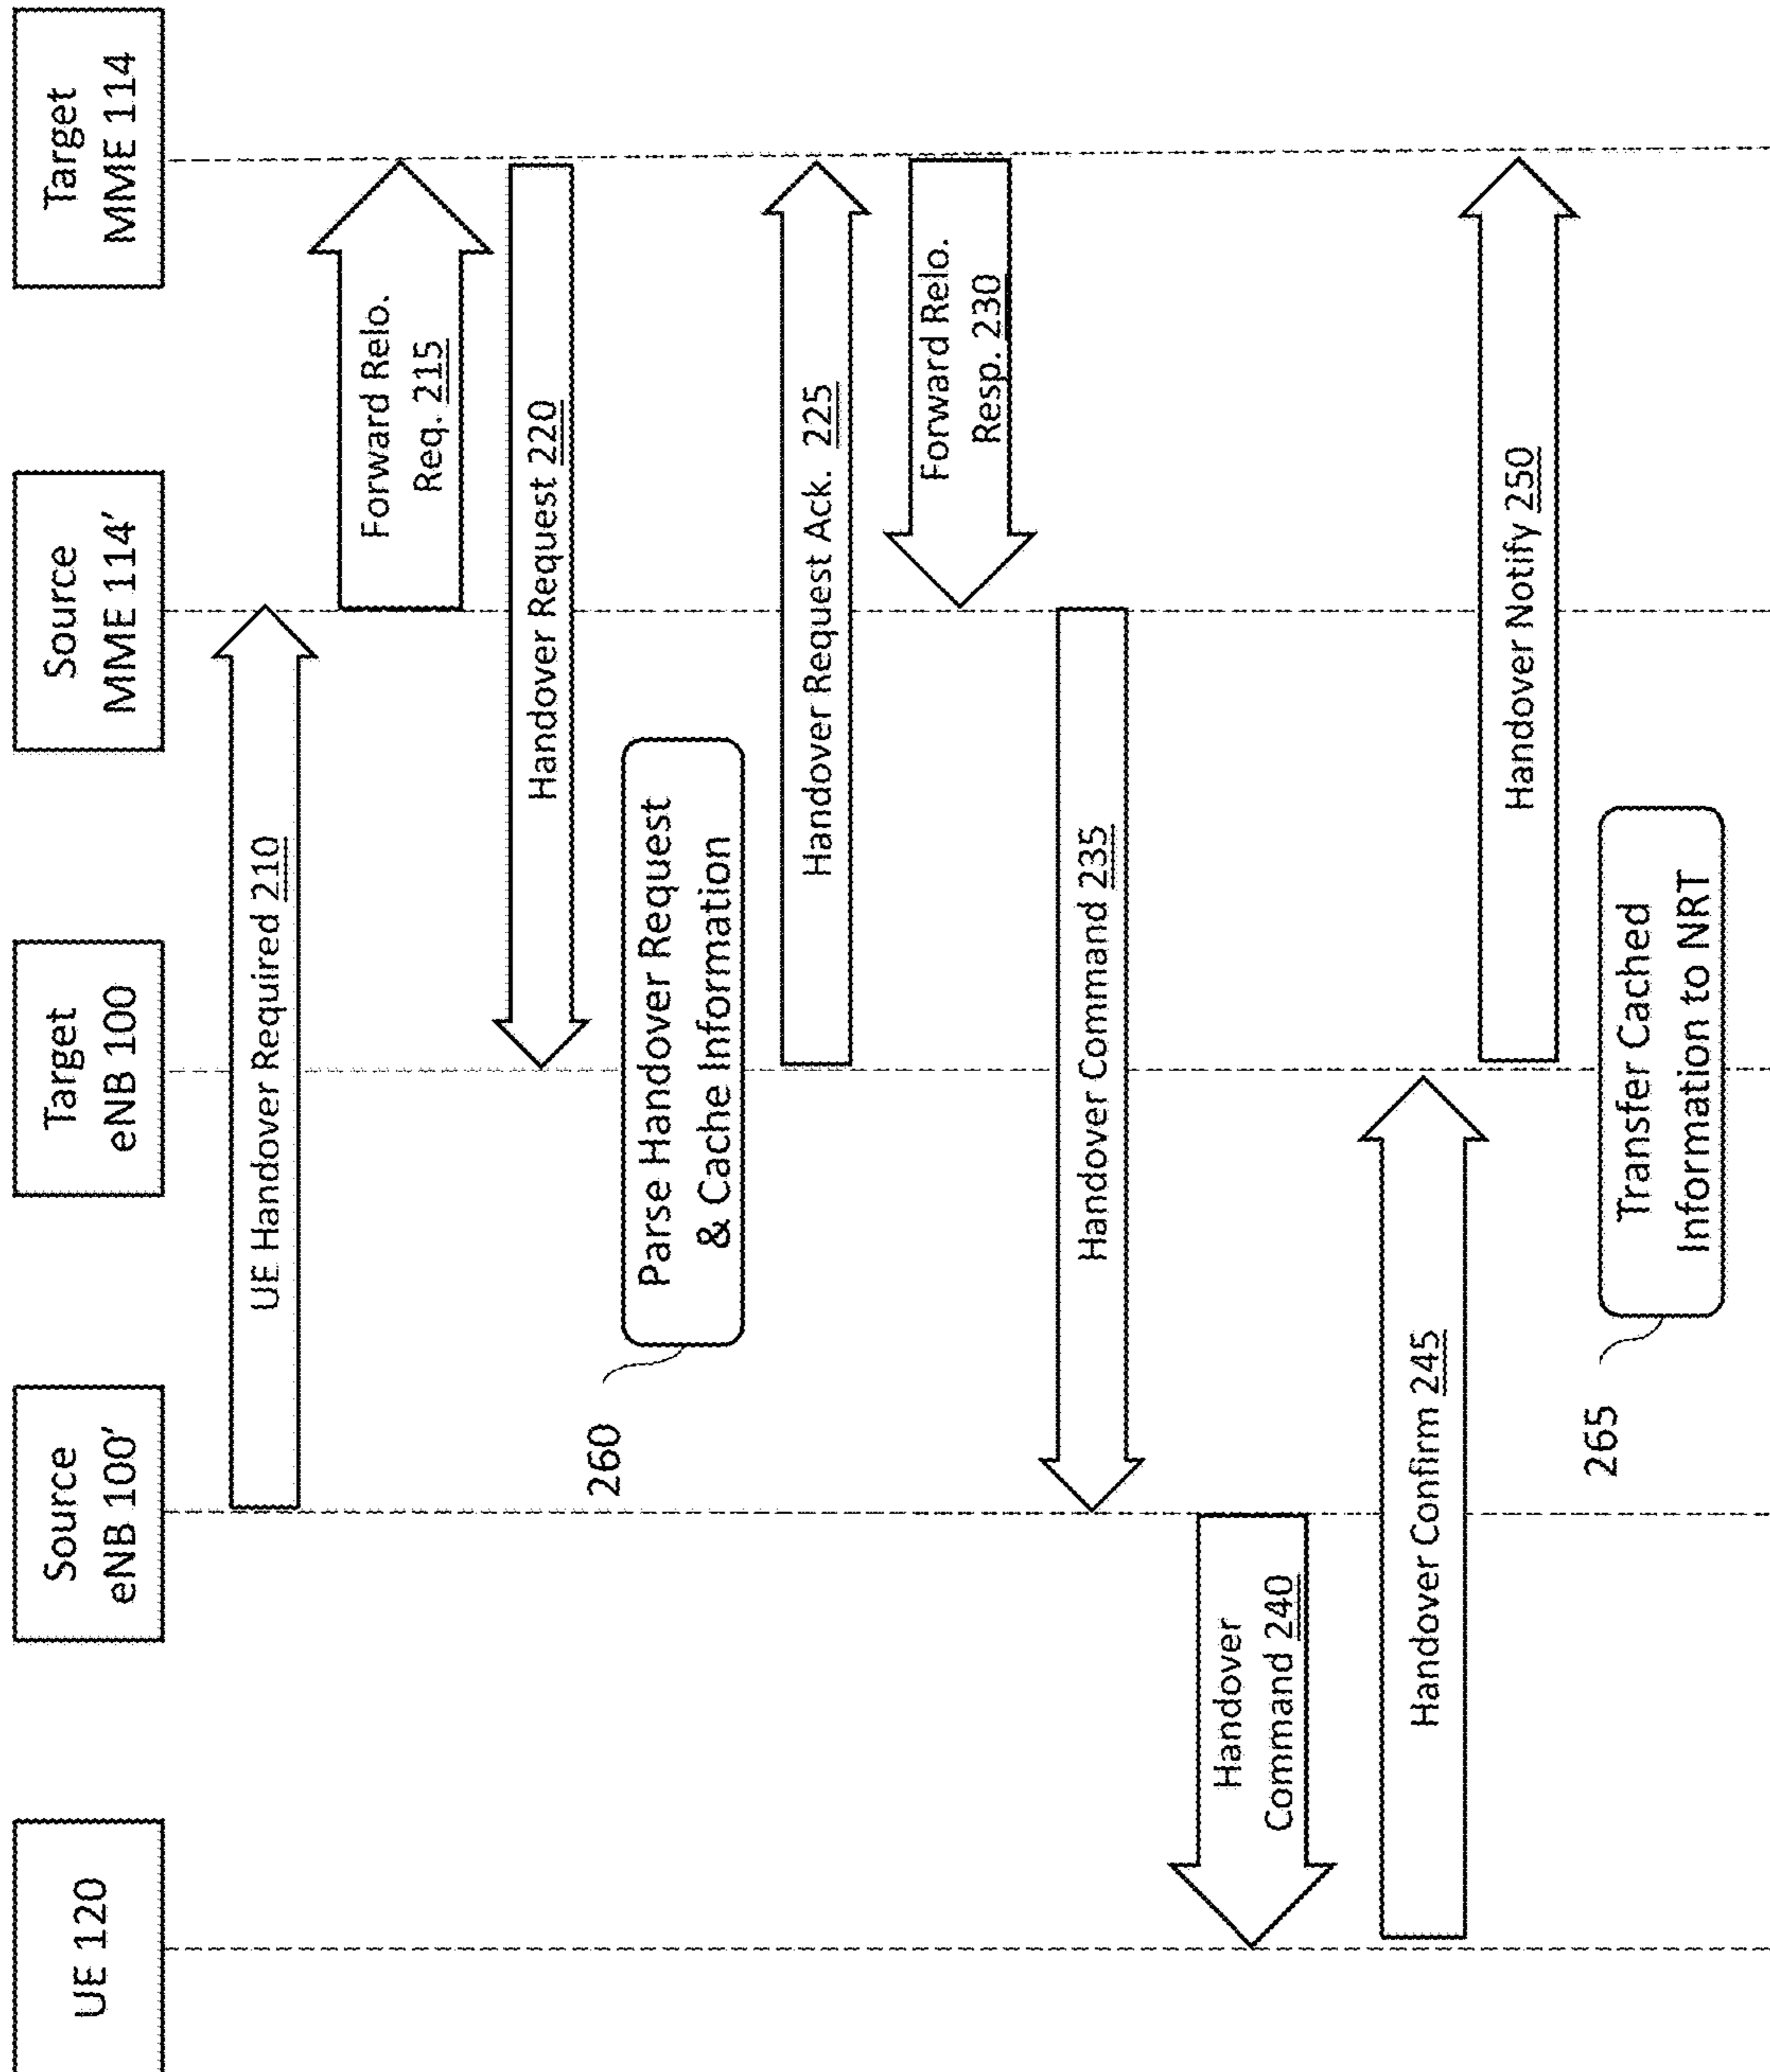 UE 120
Source
eNB 100'
Target
eNB 100
Source
MME 114'
Target
MME 114
UE Handover Required 210
Forward Relo.
Req. 215
Handover Request 220
260
Parse Handover Request
& Cache Information
Handover Request Ack. 225
Forward Relo.
Resp. 230
Handover Command 235
Handover
Command 240
Handover Confirm 245
Handover Notify 250
265
Transfer Cached
Information to NRT